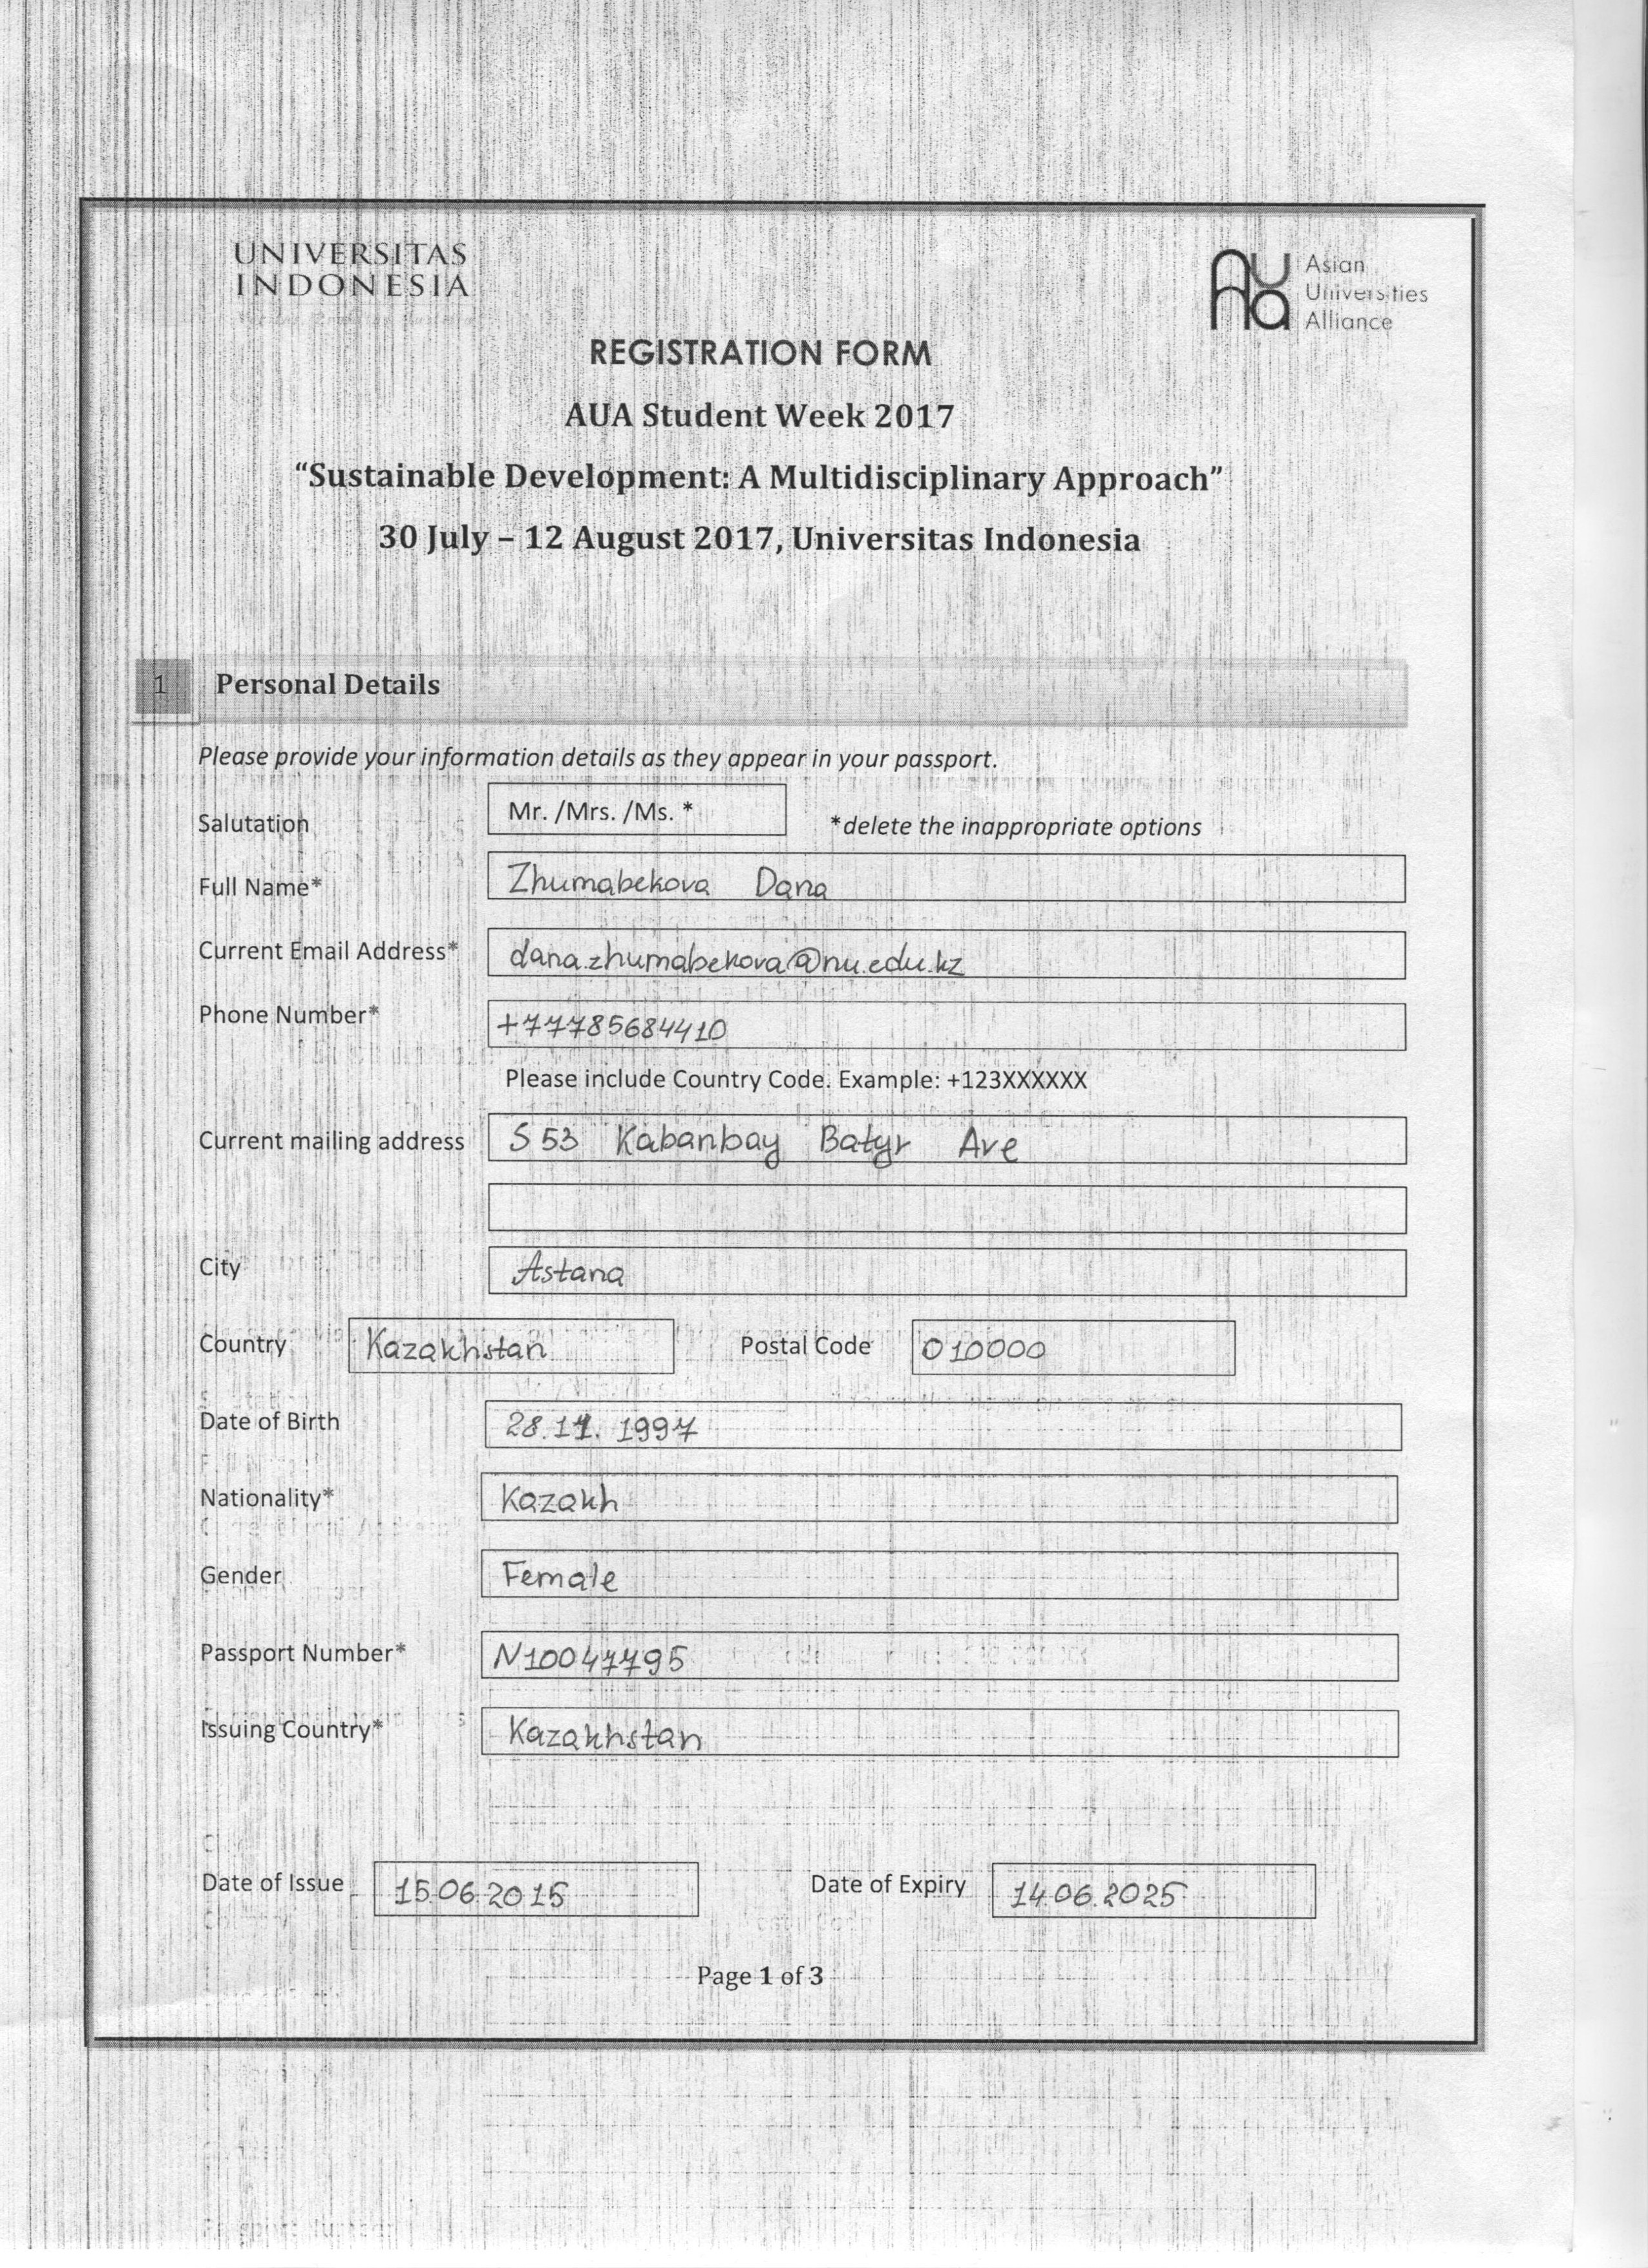 UNIVERSITAS
INDONESIA
Asian
Universities
Alliance
REGISTRATION FORM
AUA Student Week 2017
“Sustainable Development: A Multidisciplinary Approach”
30 July – 12 August 2017, Universitas Indonesia
1 Personal Details
Please provide your information details as they appear in your passport.
Salutation Mr. /Mrs. /Ms. * *delete the inappropriate options
Full Name* Zhumabekova Dana
Current Email Address* dana.zhumabekova@nu.edu.kz
Phone Number* +77785684410
Please include Country Code. Example: +123XXXXXX
Current mailing address S 53 Kabanbay Batyr Ave
City Astana
Country Kazakhstan Postal Code 010000
Date of Birth 28.11.1997
Nationality* Kazakh
Gender Female
Passport Number* N10047795
Issuing Country* Kazakhstan
Date of Issue 15.06.2015 Date of Expiry 14.06.2025
Page 1 of 3